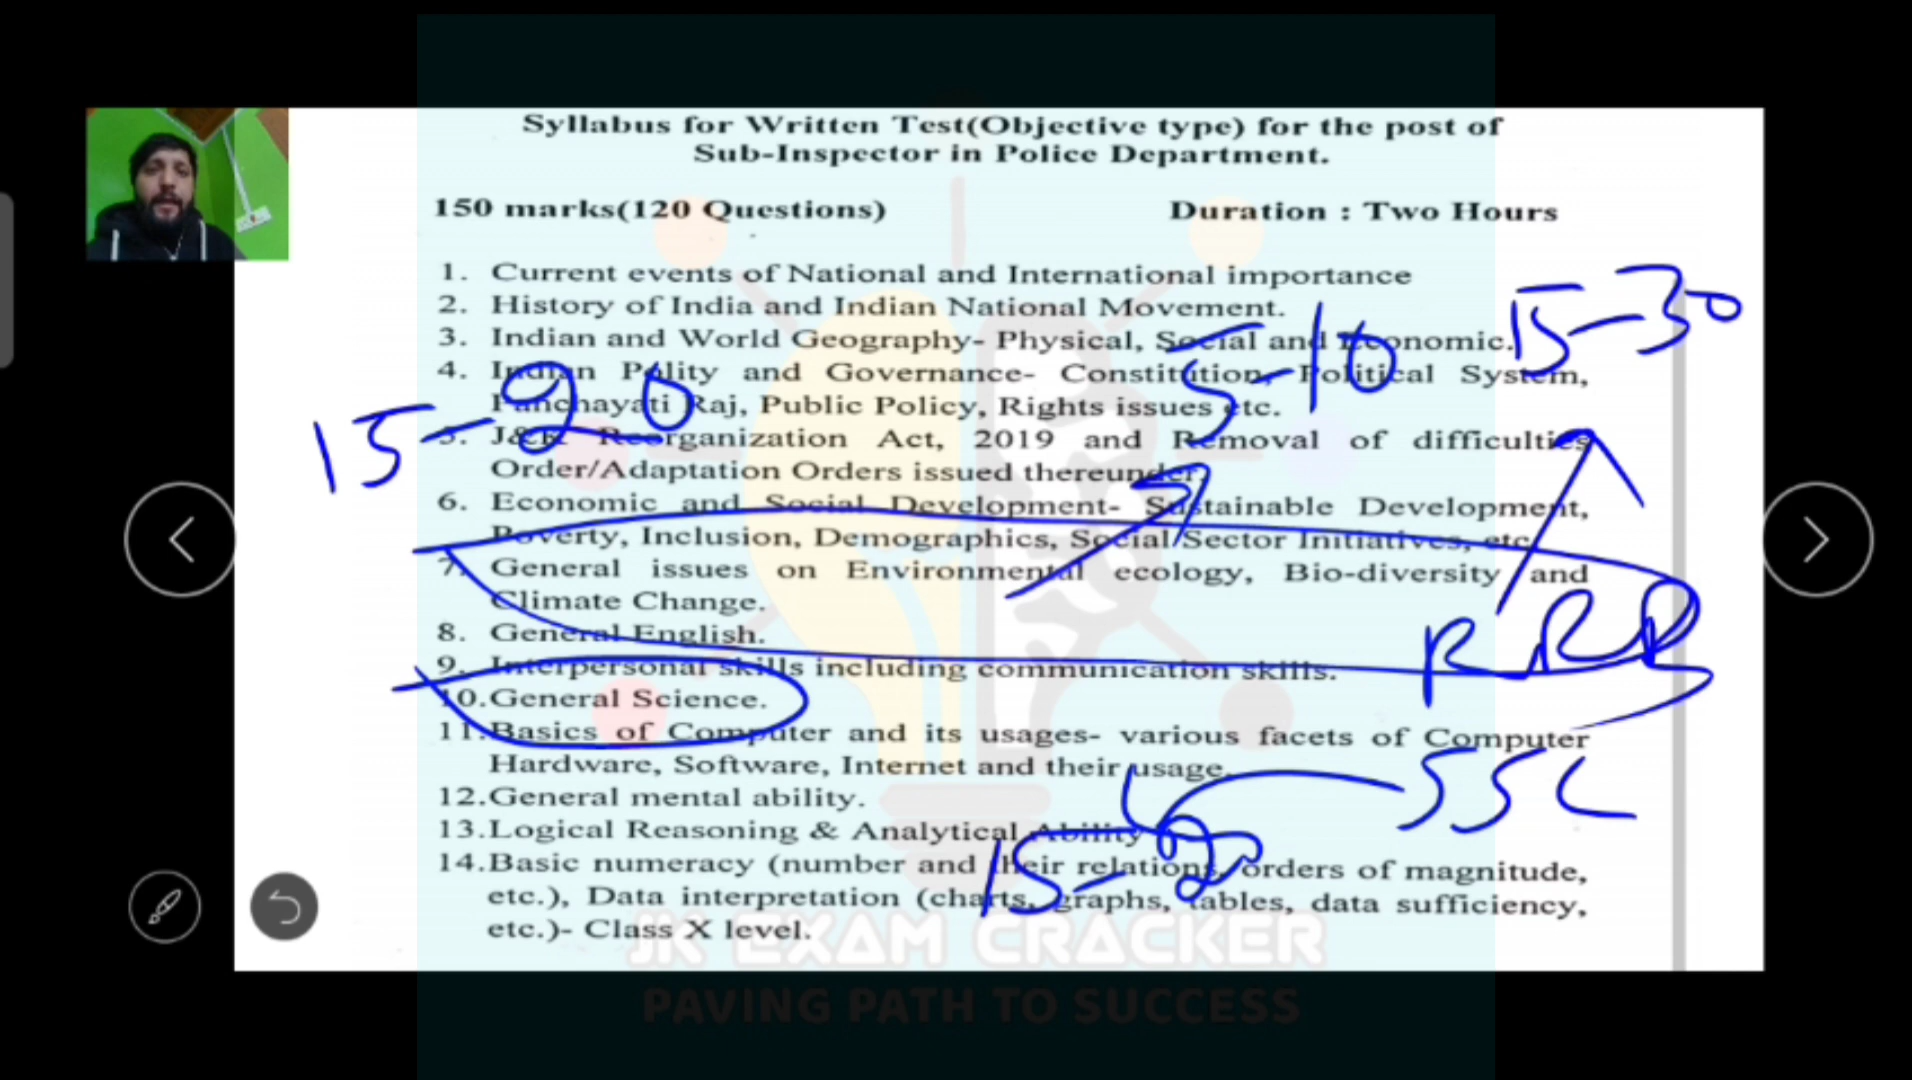 Syllabus for Written Test(Objective type) for the post of
Sub-Inspector in Police Department.
150 marks(120 Questions)
Duration : Two Hours
1. Current events of National and International importance
2. History of India and Indian National Movement.
3. Indian and World Geography- Physical, Social and Economic.
15-30
5-10
4. Indian Polity and Governance- Constitution, Political System,
Panchayati Raj, Public Policy, Rights issues etc.
15-20
5. J&K Reorganization Act, 2019 and Removal of difficulties
Order/Adaptation Orders issued thereunder.
6. Economic and Social Development- Sustainable Development,
Poverty, Inclusion, Demographics, Social/Sector Initiatives, etc
7. General issues on Environmental ecology, Bio-diversity and
Climate Change.
8. General English.
9. Interpersonal skills including communication skills.
10.General Science.
11.Basics of Computer and its usages- various facets of Computer
Hardware, Software, Internet and their usage.
SSC
12.General mental ability.
13.Logical Reasoning & Analytical Ability
15-20
14.Basic numeracy (number and their relations, orders of magnitude,
etc.), Data interpretation (charts, graphs, tables, data sufficiency,
etc.)- Class X level.
JK EXAM CRACKER
PAVING PATH TO SUCCESS